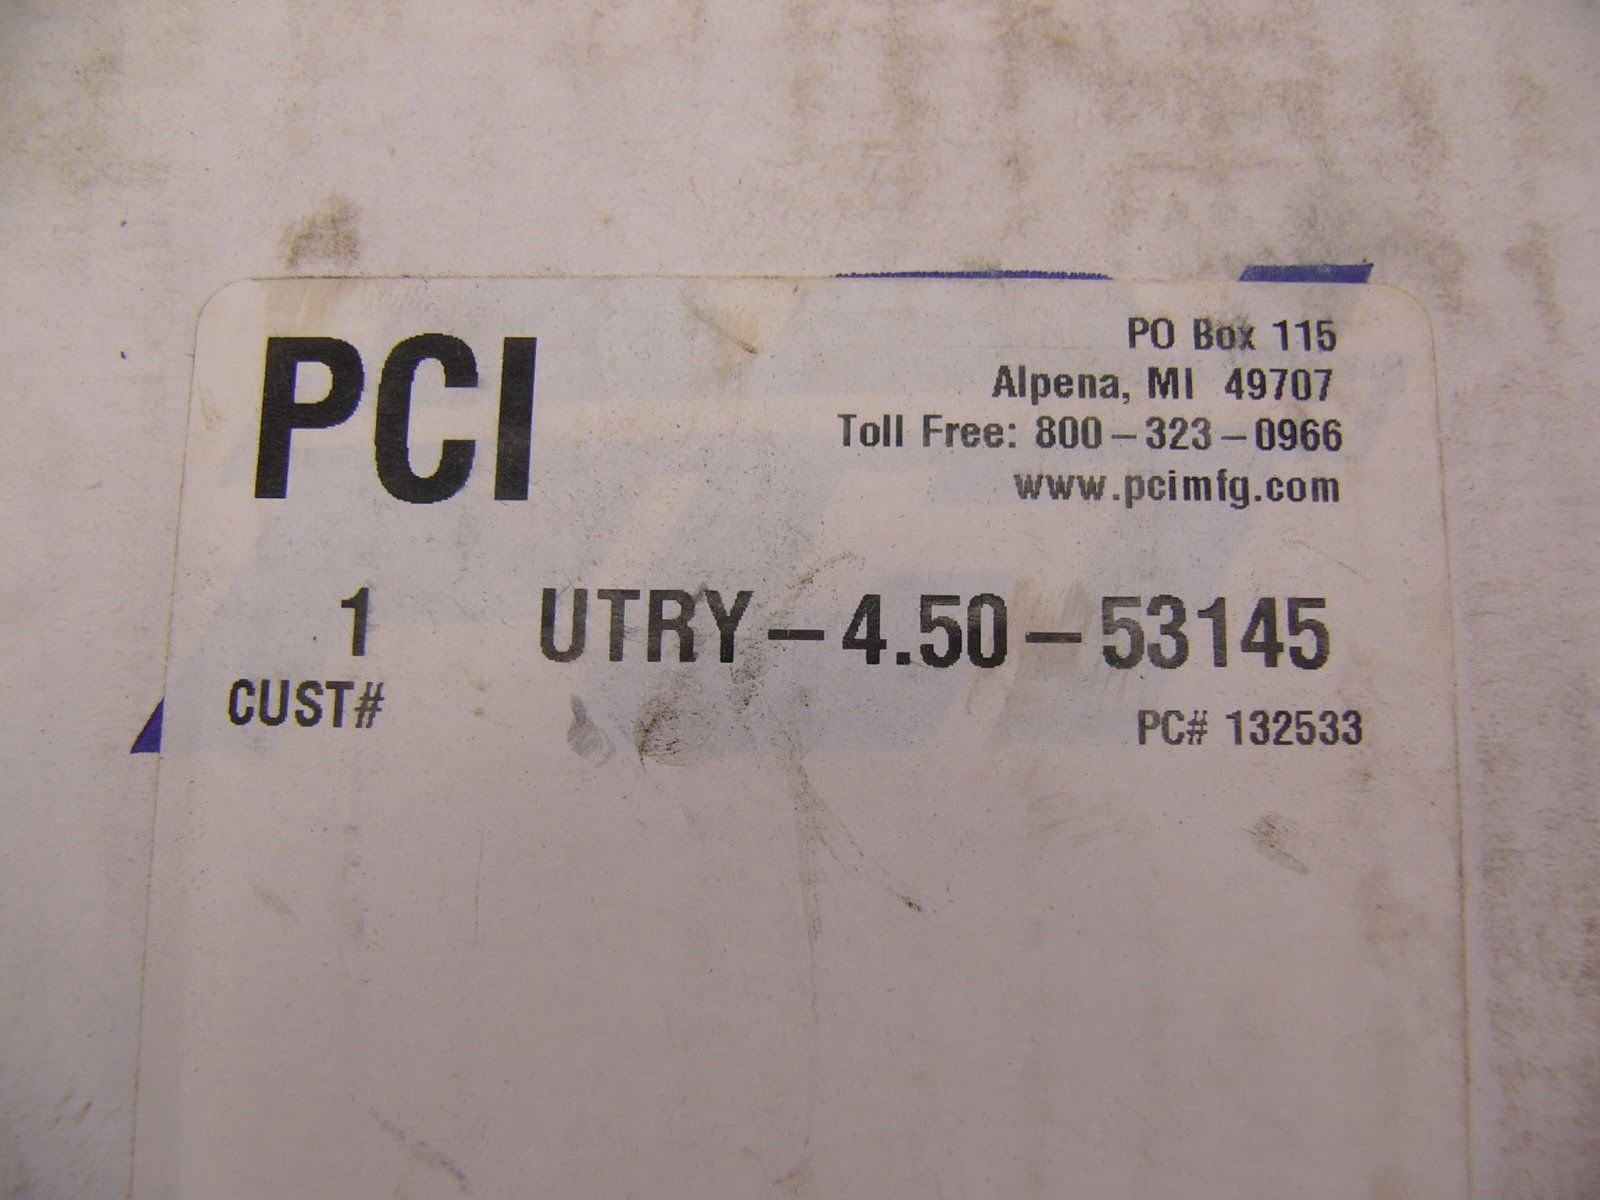 PCI
PO Box 115
Alpena, MI 49707
Toll Free: 800-323-0966
www.pcimfg.com
1 UTRY-4.50-53145
CUST#
PC# 132533